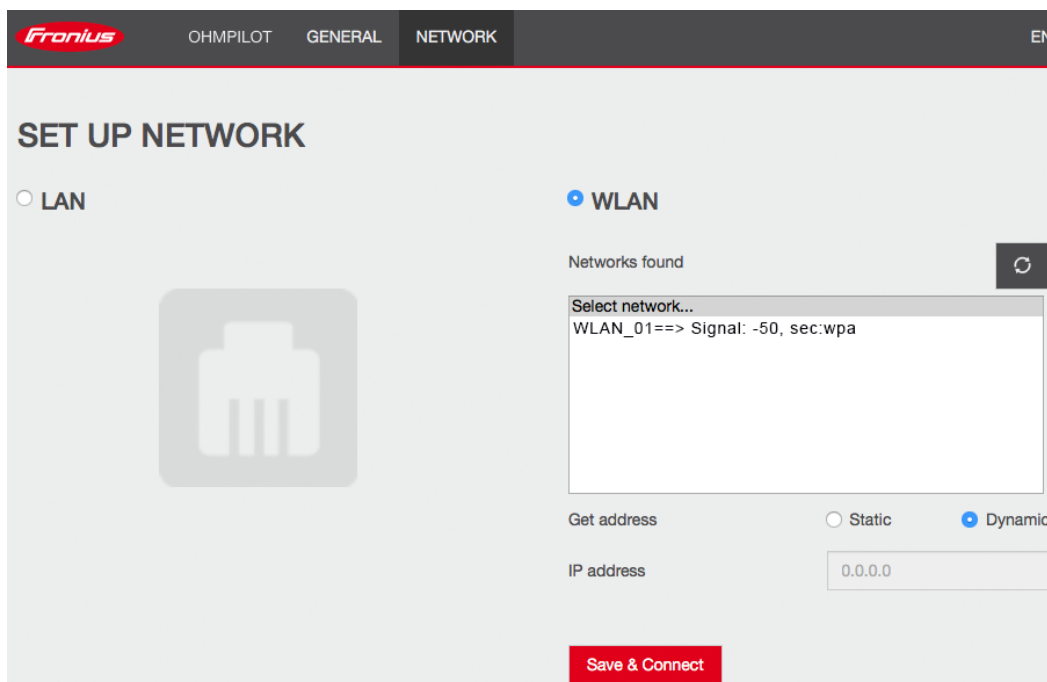 Fronius OHMPILOT GENERAL NETWORK EN
SET UP NETWORK
LAN
WLAN
Networks found
Select network...
WLAN_01==> Signal: -50, sec:wpa
Get address Static Dynamic
IP address 0.0.0.0
Save & Connect